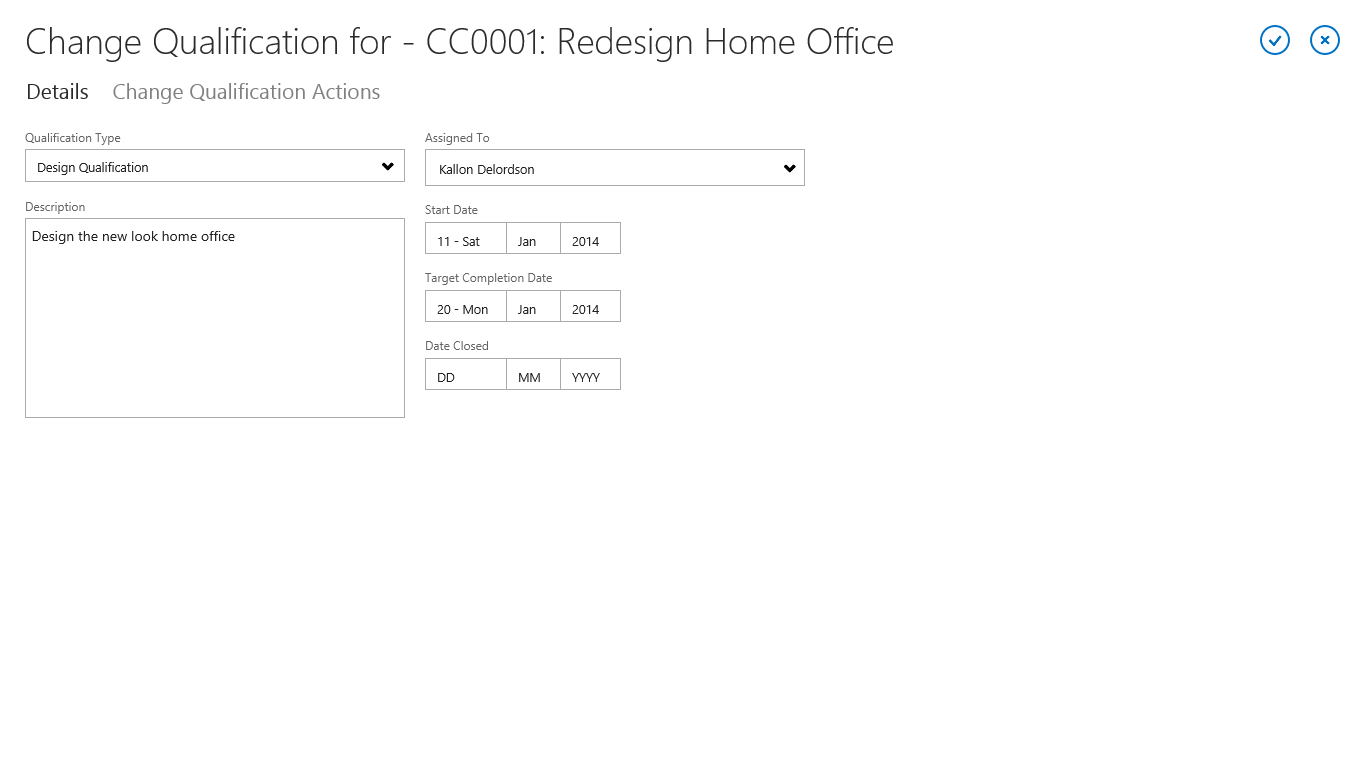 Change Qualification for - CC0001: Redesign Home Office
Details Change Qualification Actions
Qualification Type
Design Qualification
Description
Design the new look home office
Assigned To
Kallon Delordson
Start Date
11 - Sat Jan 2014
Target Completion Date
20 - Mon Jan 2014
Date Closed
DD MM YYYY